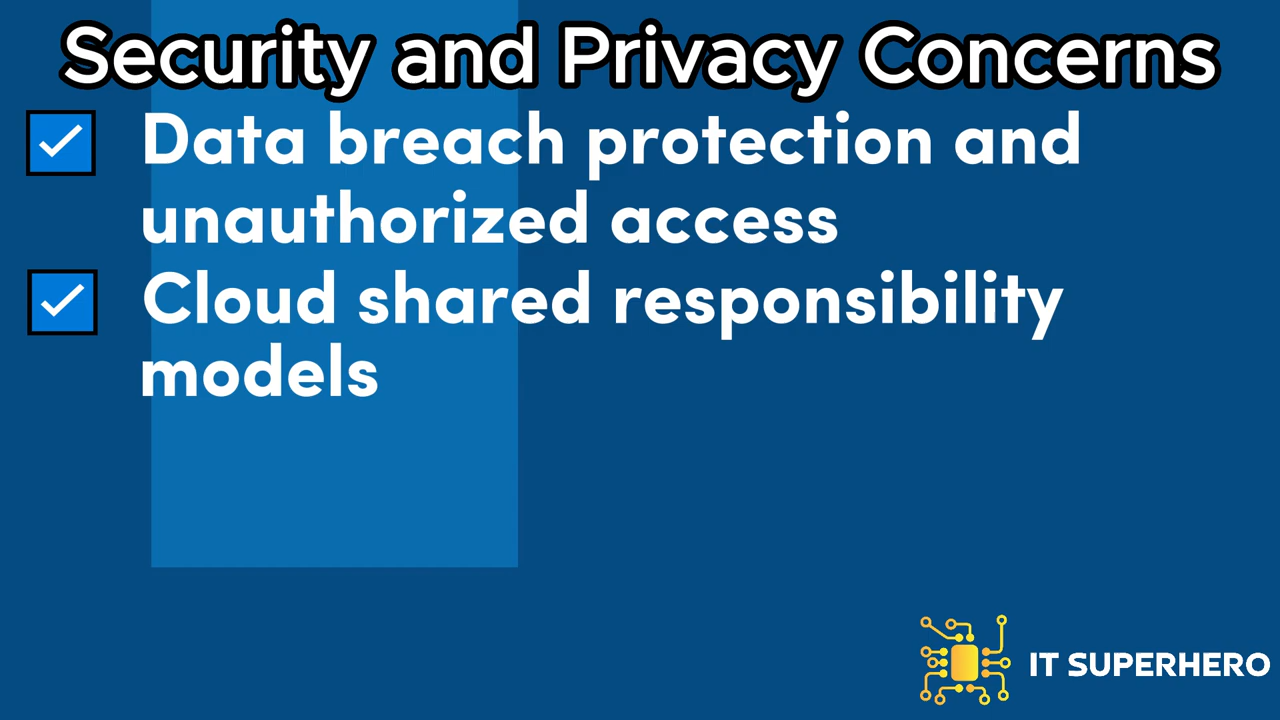 Security and Privacy Concerns
Data breach protection and
unauthorized access
Cloud shared responsibility
models
IT SUPERHERO